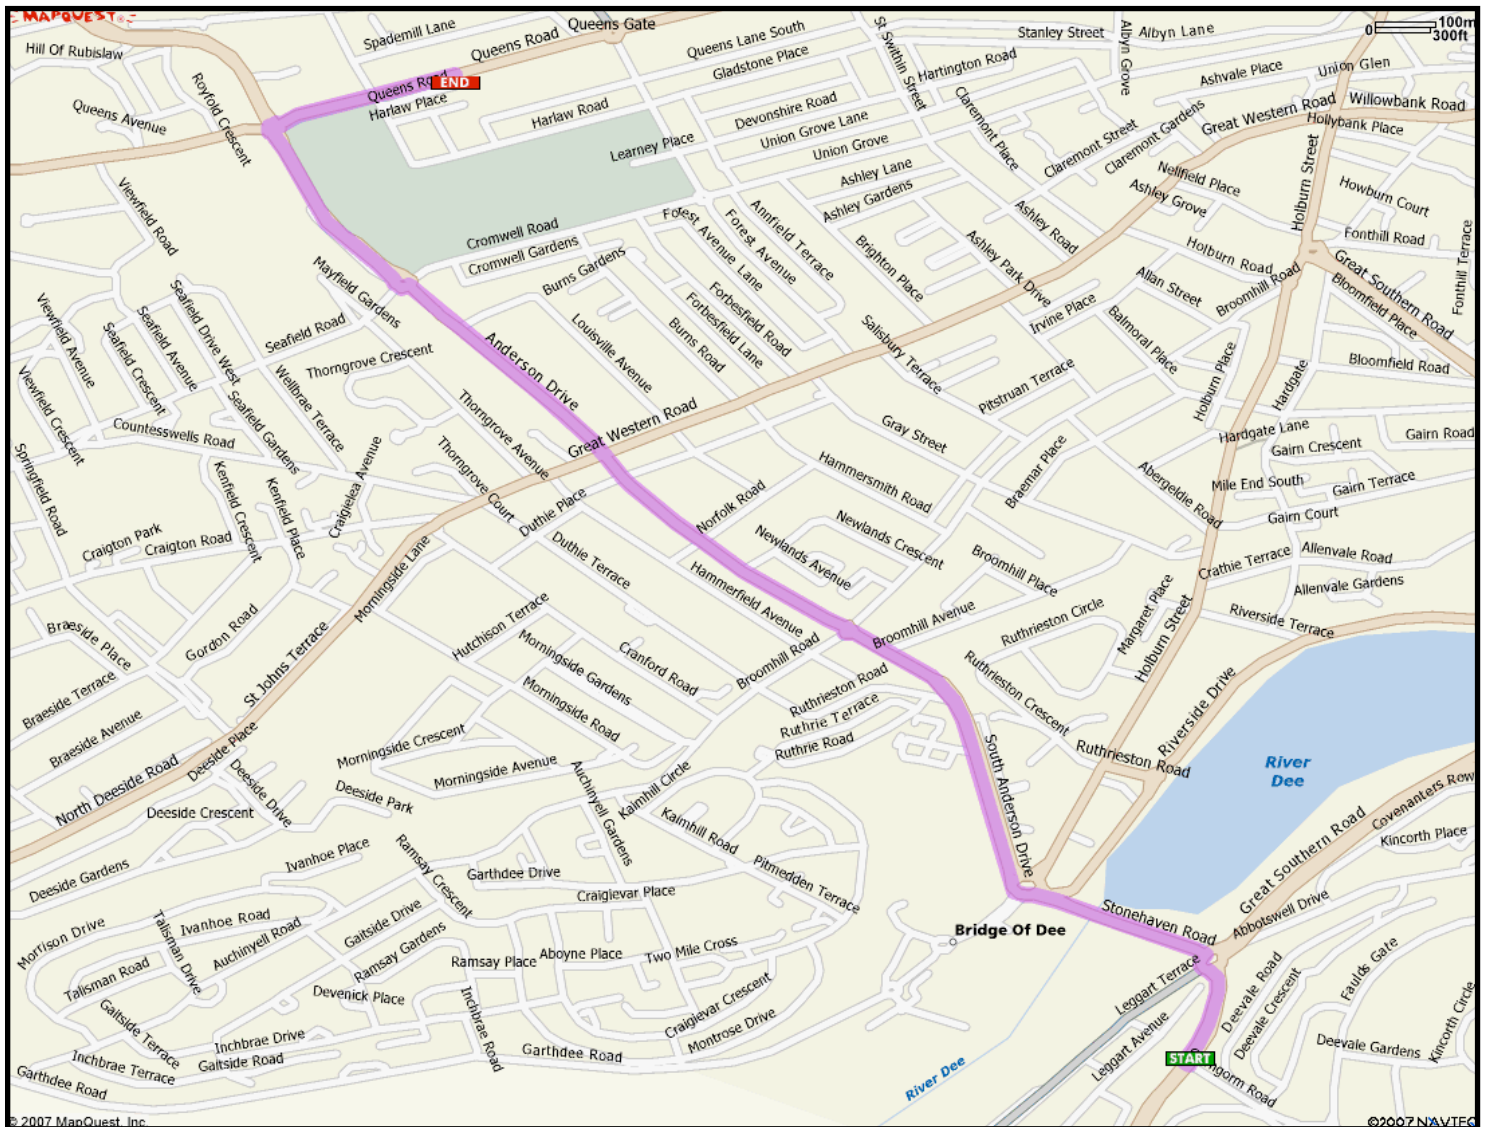 MAPQUEST
Spademill Lane
Queens Road
Queens Gate
Queens Lane South
Gladstone Place
St Swithin Street
Stanley Street
Albyn Grove
Albyn Lane
0
100m
300ft
Hill Of Rubislaw
Queens Avenue
Royfold Crescent
Queens Ro
END
Harlaw Place
Harlaw Road
Learney Place
Devonshire Road
Union Grove Lane
Union Grove
Hartington Road
Claremont Place
Claremont Street
Claremont Gardens
Ashvale Place
Union Glen
Great Western Road
Willowbank Road
Hollybank Place
Viewfield Road
Cromwell Road
Cromwell Gardens
Burns Gardens
Forest Avenue Lane
Forest Avenue
Annfield Terrace
Ashley Lane
Ashley Gardens
Brighton Place
Ashley Park Drive
Ashley Road
Ashley Grove
Nellfield Place
Holburn Street
Howburn Court
Fonthill Road
Fonthill Terrace
Holburn Road
Allan Street
Broomhill Road
Great Southern Road
Bloomfield Place
Bloomfield Road
Mayfield Gardens
Seafield Road
Seafield Drive West
Seafield Avenue
Seafield Crescent
Viewfield Avenue
Viewfield Crescent
Seafield Gardens
Wellbrae Terrace
Thorngrove Crescent
Thorngrove Avenue
Thorngrove Court
Anderson Drive
Louisville Avenue
Burns Road
Forbesfield Lane
Forbesfield Road
Salisbury Terrace
Irvine Place
Balmoral Place
Pitstruan Terrace
Holburn Place
Hardgate
Hardgate Lane
Gairn Crescent
Gairn Road
Mile End South
Gairn Terrace
Gairn Court
Great Western Road
Countesswells Road
Springfield Road
Kenfield Crescent
Kenfield Place
Craigielea Avenue
Craigton Park
Craigton Road
Duthie Place
Duthie Terrace
Norfolk Road
Gray Street
Hammersmith Road
Braemar Place
Abergeldie Road
Newlands Avenue
Newlands Crescent
Broomhill Place
Crathie Terrace
Allenvale Road
Allenvale Gardens
Morningside Lane
Hammerfield Avenue
Broomhill Avenue
Broomhill Road
Ruthrieston Circle
Margaret Place
Holburn Street
Riverside Terrace
Braeside Place
Gordon Road
St Johns Terrace
Hutchison Terrace
Morningside Gardens
Cranford Road
Morningside Road
Ruthrieston Road
Ruthrie Terrace
Ruthrie Road
Ruthrieston Crescent
Riverside Drive
Ruthrieston Road
Braeside Terrace
Braeside Avenue
North Deeside Road
Deeside Place
Deeside Drive
Morningside Crescent
Morningside Avenue
Deeside Park
Deeside Crescent
Auchinyell Gardens
Kaimhill Circle
Kaimhill Road
South Anderson Drive
River
Dee
Great Southern Road
Covenanters Row
Kincorth Place
Deeside Gardens
Ivanhoe Place
Ramsay Crescent
Garthdee Drive
Craigievar Place
Pitmedden Terrace
Stonehaven Road
Abbotswell Drive
Morrison Drive
Ivanhoe Road
Talisman Drive
Talisman Road
Auchinyell Road
Gaitside Drive
Ramsay Gardens
Ramsay Place
Aboyne Place
Two Mile Cross
Bridge Of Dee
Leggart Terrace
Deevale Road
Deevale Crescent
Faulds Gate
Kincorth Circle
Gaitside Terrace
Devenick Place
Inchbrae Road
Craigievar Crescent
Montrose Drive
Inchbrae Drive
Gaitside Road
Inchbrae Terrace
Garthdee Road
Garthdee Road
River Dee
Leggart Avenue
START
ngorm Road
Deevale Gardens
© 2007 MapQuest, Inc.
©2007 NAVTEQ